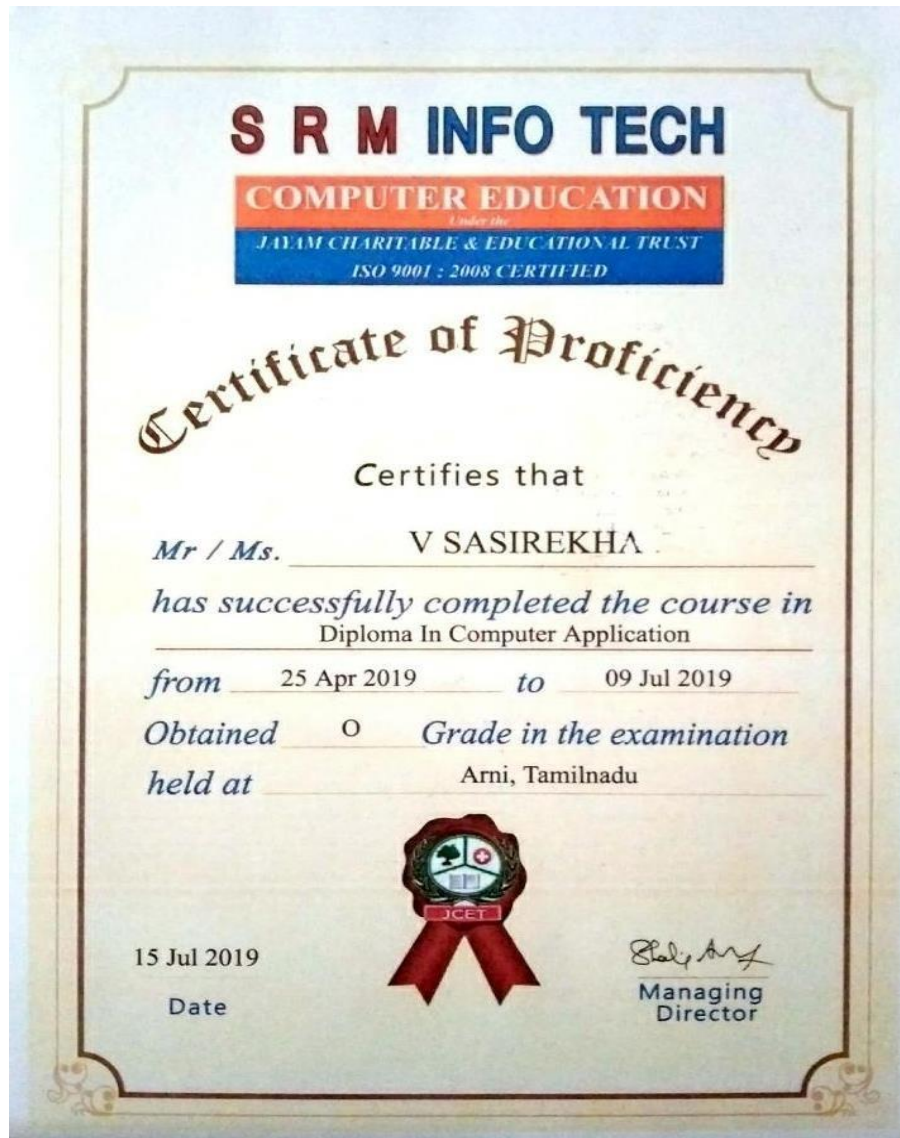 S R M INFO TECH
COMPUTER EDUCATION
Under the
JAYAM CHARITABLE & EDUCATIONAL TRUST
ISO 9001 : 2008 CERTIFIED
Certificate of Proficiency
Certifies that
Mr / Ms. V SASIREKHA
has successfully completed the course in
Diploma In Computer Application
from 25 Apr 2019 to 09 Jul 2019
Obtained O Grade in the examination
held at Arni, Tamilnadu
JCET
15 Jul 2019
Date
Managing
Director